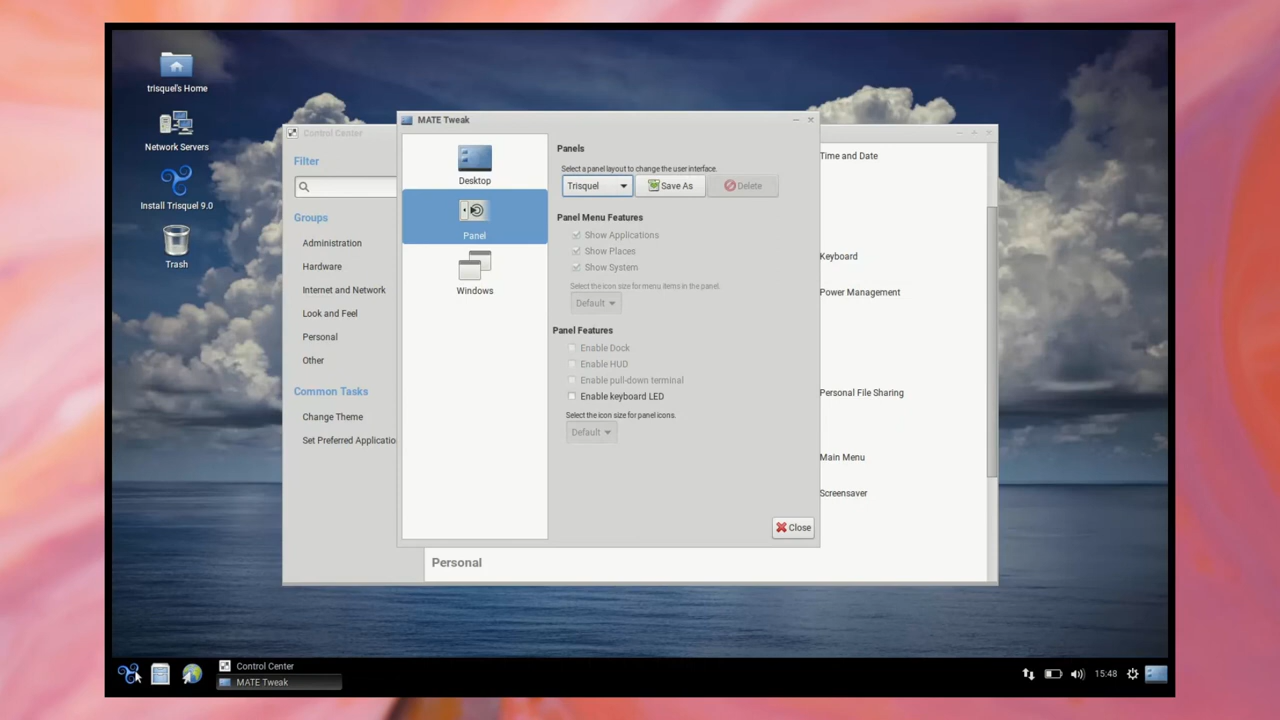 trisquel's Home
Network Servers
Install Trisquel 9.0
Trash
Control Center
Filter
Groups
Administration
Hardware
Internet and Network
Look and Feel
Personal
Other
Common Tasks
Change Theme
Set Preferred Applicatio
MATE Tweak
Desktop
Panel
Windows
Panels
Select a panel layout to change the user interface.
Trisquel
Save As
Delete
Panel Menu Features
Show Applications
Show Places
Show System
Select the icon size for menu items in the panel.
Default
Panel Features
Enable Dock
Enable HUD
Enable pull-down terminal
Enable keyboard LED
Select the icon size for panel icons.
Default
Close
Time and Date
Keyboard
Power Management
Personal File Sharing
Main Menu
Screensaver
Personal
Control Center
MATE Tweak
15:48